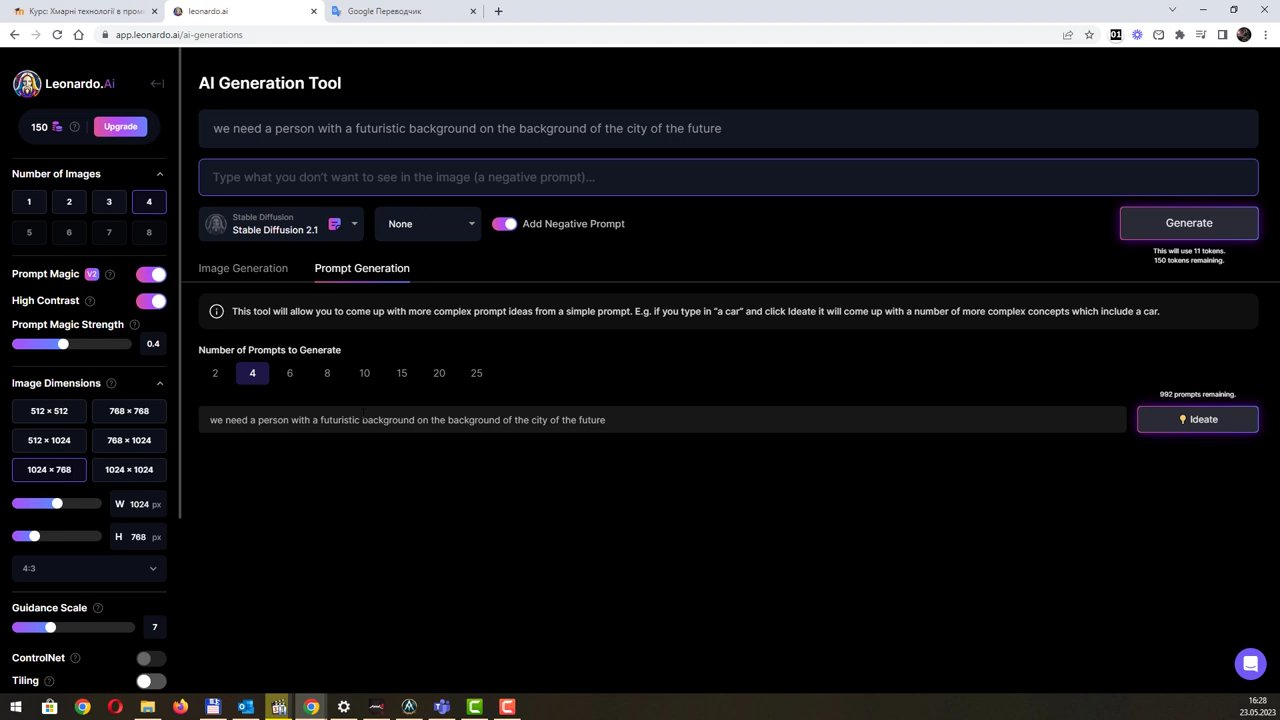 Курс: Хмарні технології в пром
leonardo.ai
Google Переводчик
app.leonardo.ai/ai-generations
01
Leonardo.Ai
150
Upgrade
Number of Images
1 2 3 4
5 6 7 8
Prompt Magic V2
High Contrast
Prompt Magic Strength
0.4
Image Dimensions
512 × 512 768 × 768
512 × 1024 768 × 1024
1024 × 768 1024 × 1024
W 1024 px
H 768 px
4:3
Guidance Scale
7
ControlNet
Tiling
AI Generation Tool
we need a person with a futuristic background on the background of the city of the future
Type what you don't want to see in the image (a negative prompt)...
Stable Diffusion
Stable Diffusion 2.1
None
Add Negative Prompt
Generate
This will use 11 tokens.
150 tokens remaining.
Image Generation Prompt Generation
This tool will allow you to come up with more complex prompt ideas from a simple prompt. E.g. if you type in "a car" and click Ideate it will come up with a number of more complex concepts which include a car.
Number of Prompts to Generate
2 4 6 8 10 15 20 25
992 prompts remaining.
we need a person with a futuristic background on the background of the city of the future
Ideate
16:28
23.05.2023